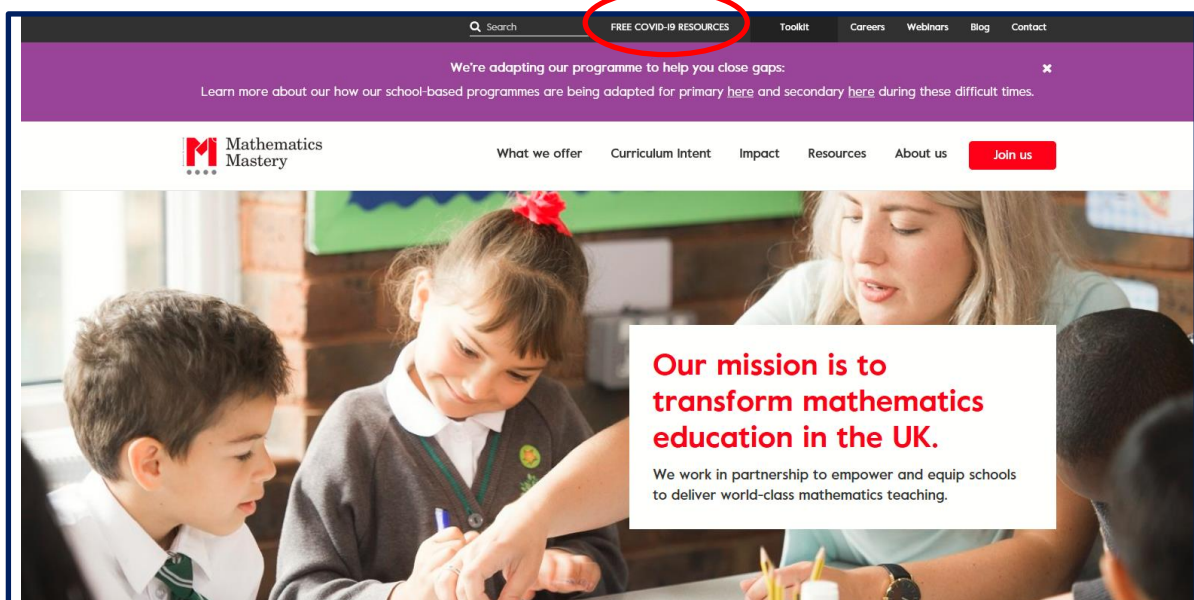 Search FREE COVID-19 RESOURCES Toolkit Careers Webinars Blog Contact
We're adapting our programme to help you close gaps:
Learn more about our how our school-based programmes are being adapted for primary here and secondary here during these difficult times.
Mathematics
Mastery
What we offer Curriculum Intent Impact Resources About us Join us
Our mission is to
transform mathematics
education in the UK.
We work in partnership to empower and equip schools
to deliver world-class mathematics teaching.